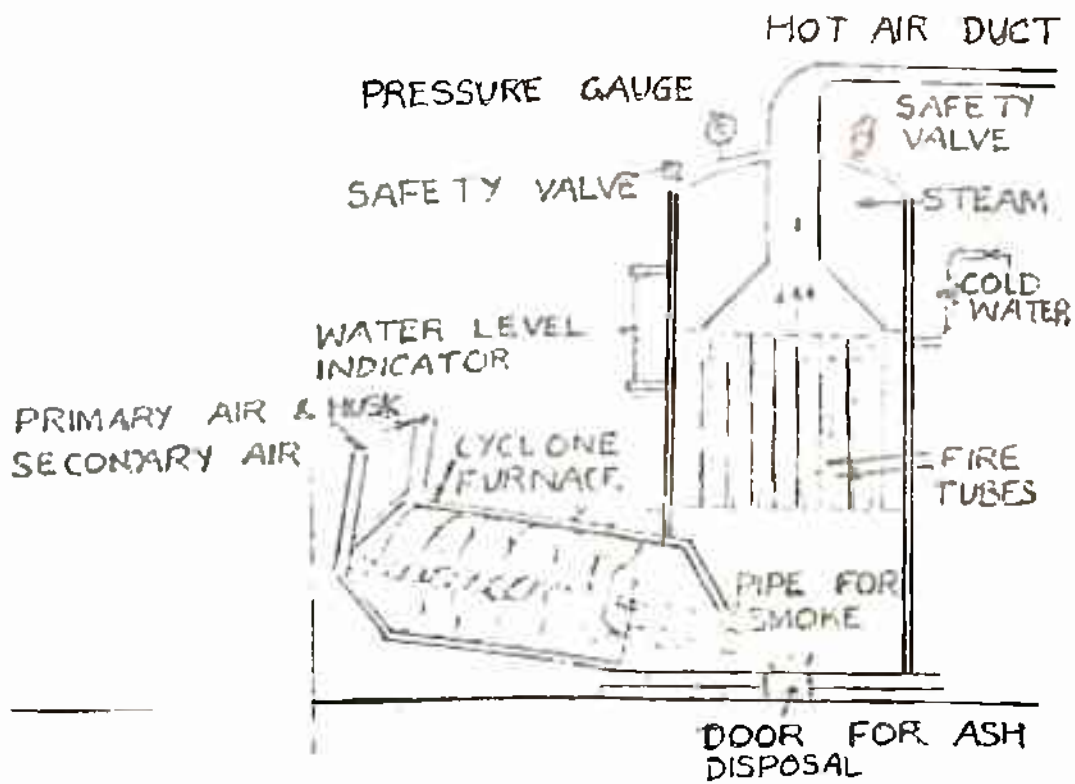 HOT AIR DUCT
PRESSURE GAUGE
SAFETY
VALVE
SAFETY VALVE
STEAM
COLD
WATER
WATER LEVEL
INDICATOR
PRIMARY AIR & HUSK
SECONDARY AIR
CYCLONE
FURNACE
FIRE
TUBES
PIPE FOR
SMOKE
DOOR FOR ASH
DISPOSAL